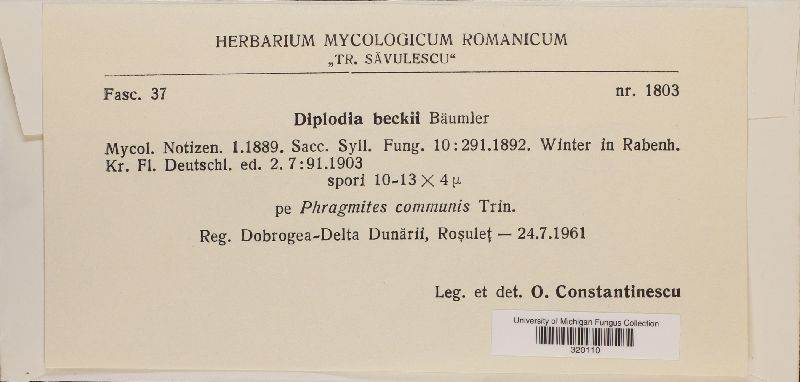 HERBARIUM MYCOLOGICUM ROMANICUM
„TR. SĂVULESCU“
Fasc. 37
nr. 1803
Diplodia beckii Bäumler
Mycol. Notizen. 1.1889. Sacc. Syll. Fung. 10:291.1892. Winter in Rabenh.
Kr. Fl. Deutschl. ed. 2. 7:91.1903
spori 10-13 × 4 µ
pe Phragmites communis Trin.
Reg. Dobrogea-Delta Dunării, Roșuleț — 24.7.1961
Leg. et det. O. Constantinescu
University of Michigan Fungus Collection
320110